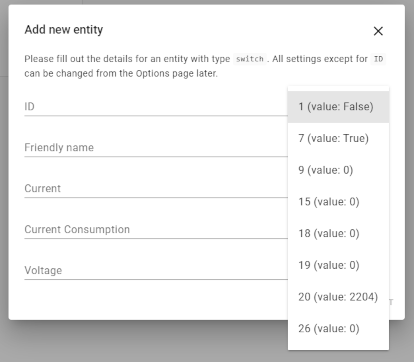 Add new entity
Please fill out the details for an entity with type switch. All settings except for ID
can be changed from the Options page later.
ID
Friendly name
Current
Current Consumption
Voltage
1 (value: False)
7 (value: True)
9 (value: 0)
15 (value: 0)
18 (value: 0)
19 (value: 0)
20 (value: 2204)
26 (value: 0)
T